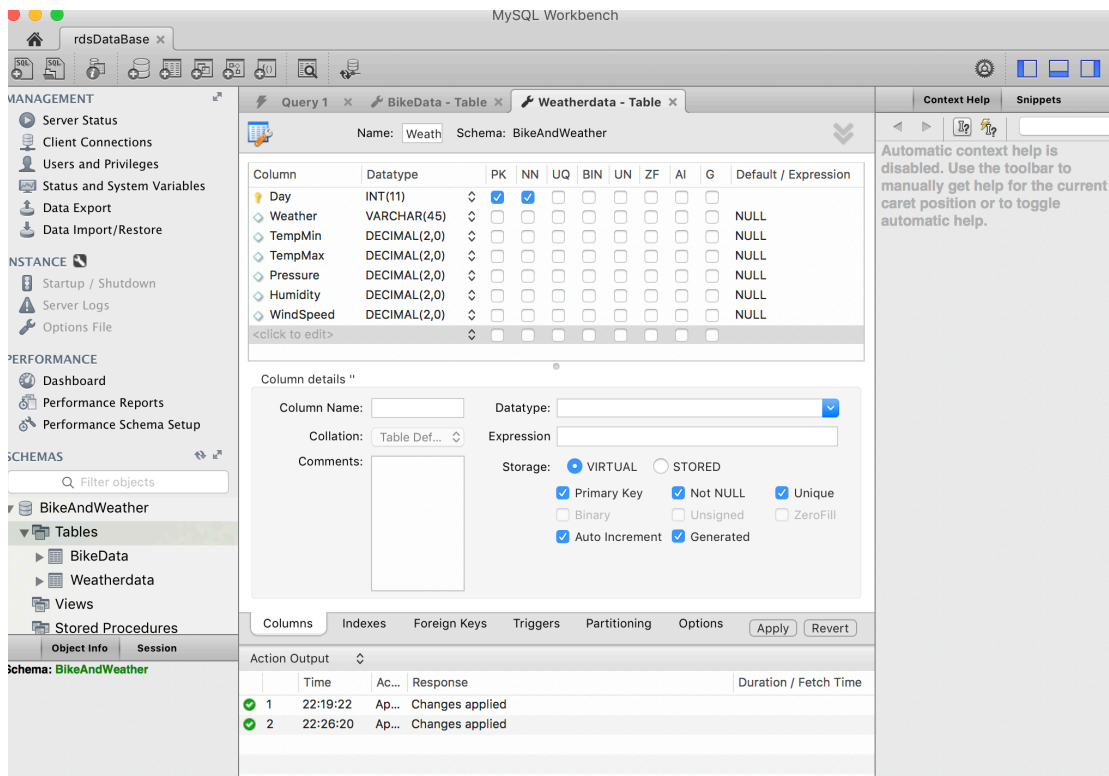 MySQL Workbench
rdsDataBase
MANAGEMENT
Server Status
Client Connections
Users and Privileges
Status and System Variables
Data Export
Data Import/Restore
NSTANCE
Startup / Shutdown
Server Logs
Options File
PERFORMANCE
Dashboard
Performance Reports
Performance Schema Setup
SCHEMAS
Filter objects
BikeAndWeather
Tables
BikeData
Weatherdata
Views
Stored Procedures
Object Info Session
Schema: BikeAndWeather
Query 1 BikeData - Table Weatherdata - Table
Name: Weath Schema: BikeAndWeather
Column Datatype PK NN UQ BIN UN ZF AI G Default / Expression
Day INT(11)
Weather VARCHAR(45) NULL
TempMin DECIMAL(2,0) NULL
TempMax DECIMAL(2,0) NULL
Pressure DECIMAL(2,0) NULL
Humidity DECIMAL(2,0) NULL
WindSpeed DECIMAL(2,0) NULL
<click to edit>
Column details ''
Column Name: Datatype:
Collation: Table Def... Expression
Comments: Storage: VIRTUAL STORED
Primary Key Not NULL Unique
Binary Unsigned ZeroFill
Auto Increment Generated
Columns Indexes Foreign Keys Triggers Partitioning Options Apply Revert
Action Output
Time Ac... Response Duration / Fetch Time
1 22:19:22 Ap... Changes applied
2 22:26:20 Ap... Changes applied
Context Help Snippets
Automatic context help is
disabled. Use the toolbar to
manually get help for the current
caret position or to toggle
automatic help.